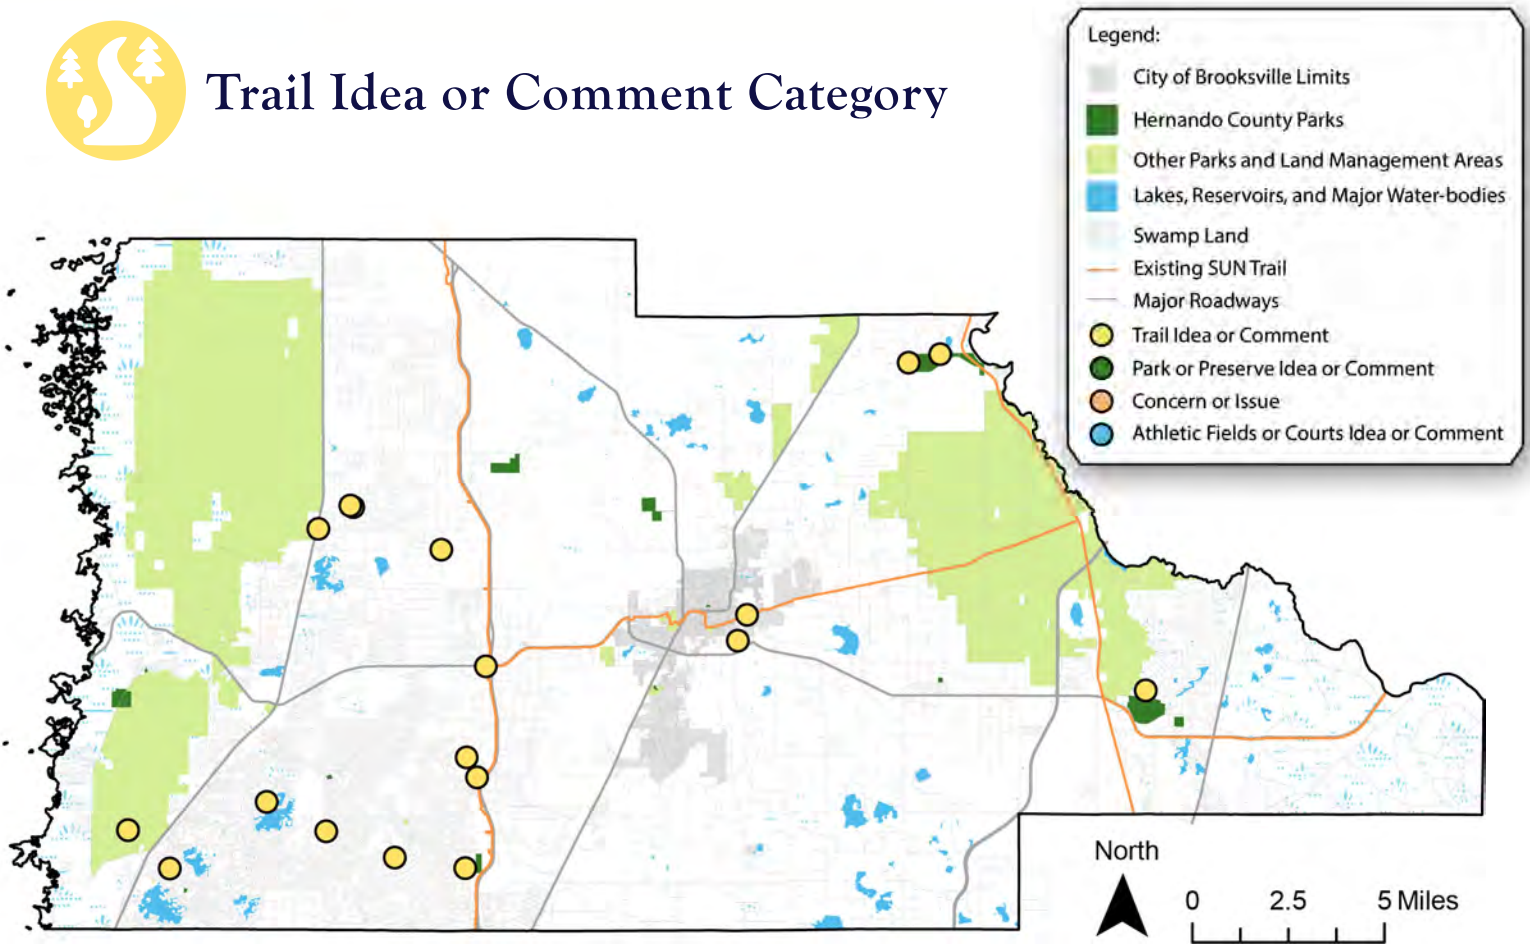 Trail Idea or Comment Category
Legend:
City of Brooksville Limits
Hernando County Parks
Other Parks and Land Management Areas
Lakes, Reservoirs, and Major Water-bodies
Swamp Land
Existing SUN Trail
Major Roadways
Trail Idea or Comment
Park or Preserve Idea or Comment
Concern or Issue
Athletic Fields or Courts Idea or Comment
North
0 2.5 5 Miles